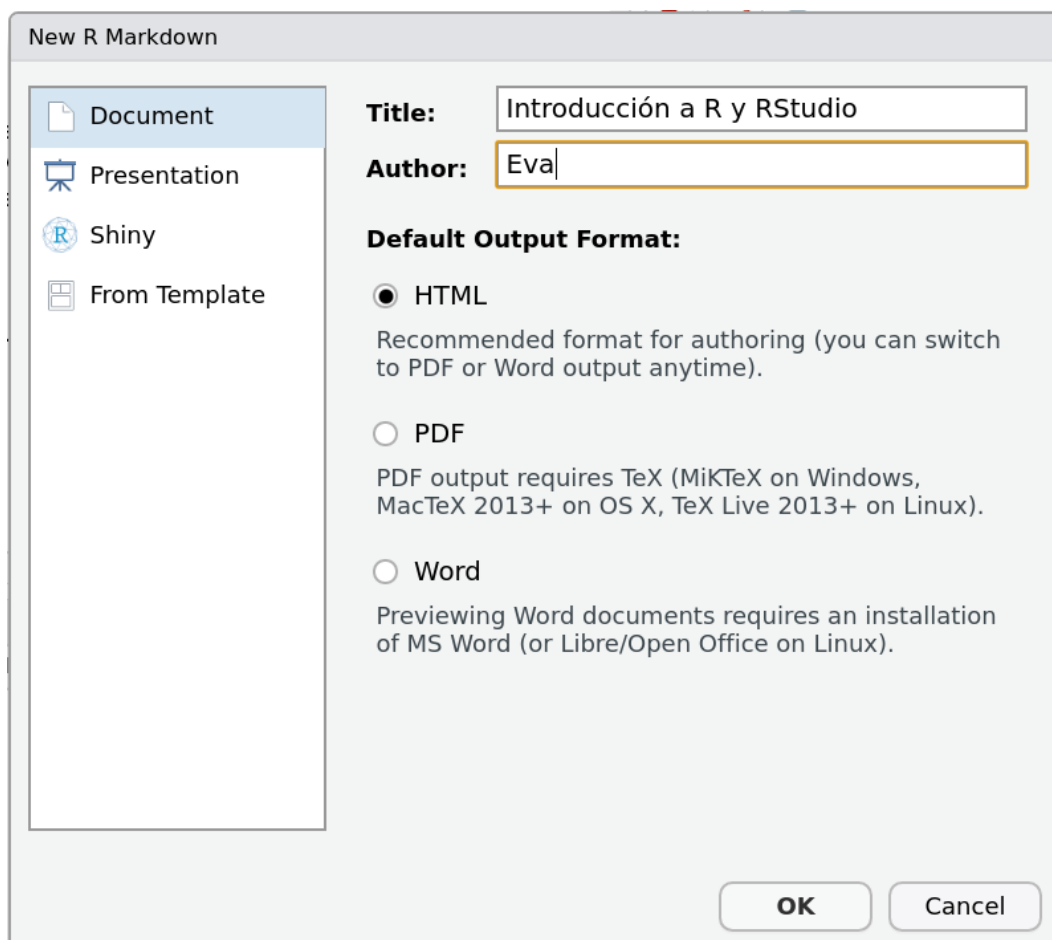 New R Markdown
Document
Presentation
R Shiny
From Template
Title: Introducción a R y RStudio
Author: Eva
Default Output Format:
HTML
Recommended format for authoring (you can switch
to PDF or Word output anytime).
PDF
PDF output requires TeX (MiKTeX on Windows,
MacTeX 2013+ on OS X, TeX Live 2013+ on Linux).
Word
Previewing Word documents requires an installation
of MS Word (or Libre/Open Office on Linux).
OK Cancel